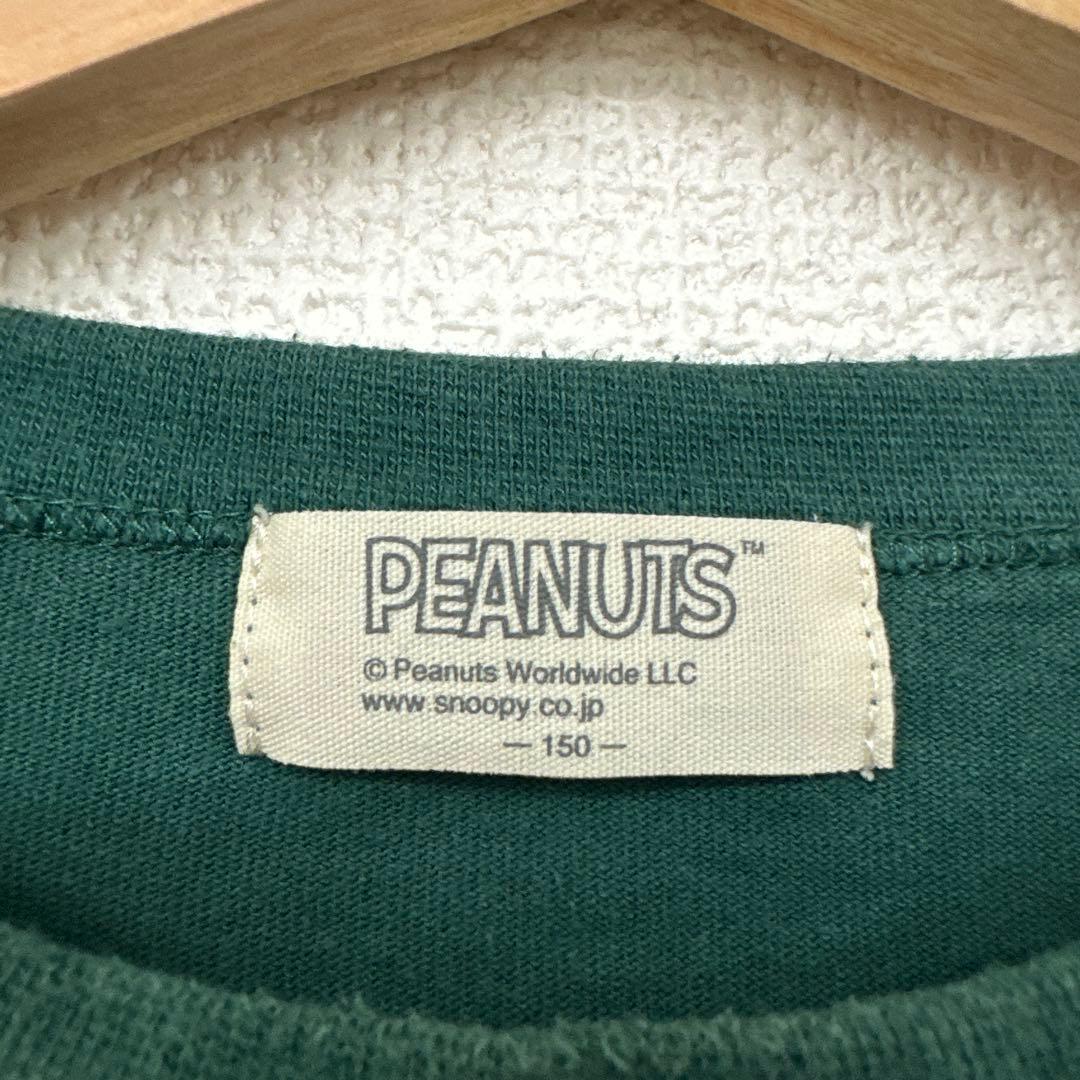 PEANUTS™
© Peanuts Worldwide LLC
www.snoopy.co.jp
— 150 —